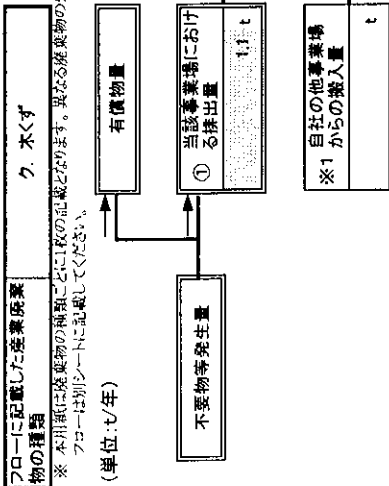 フローに記載した産業廃棄
物の種類
ク. 木くず
※ 本用紙は廃棄物の種類ごとに1枚の記載となります。異なる廃棄物の
フローは別シートに記載してください。
(単位:t/年)
不要物等発生量
有償物量
① 当該事業場におけ
る排出量
1.1 t
自社の他事業場
※1 からの搬入量
t